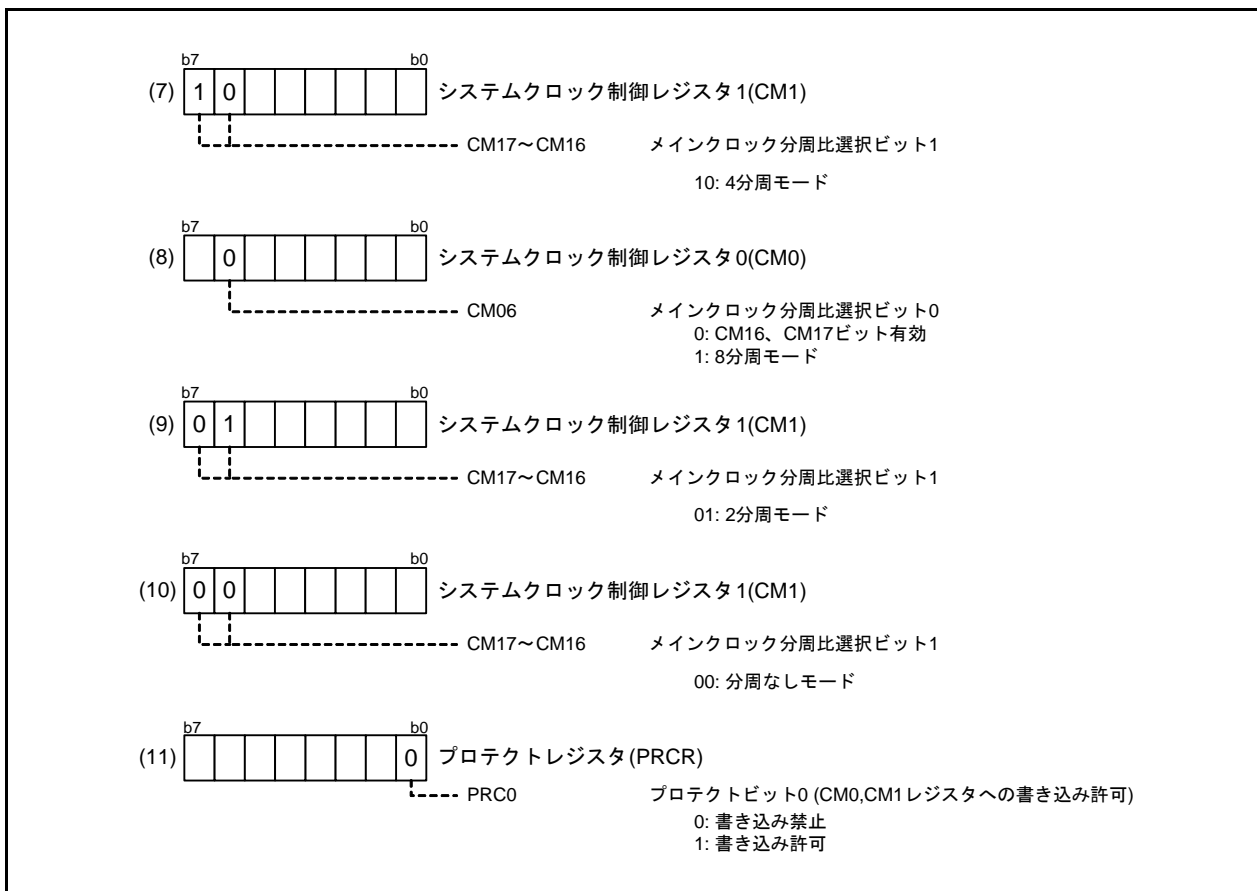 b7 b0
(7) 1 0 システムクロック制御レジスタ1(CM1)
CM17~CM16 メインクロック分周比選択ビット1
10: 4分周モード
b7 b0
(8) 0 システムクロック制御レジスタ0(CM0)
CM06 メインクロック分周比選択ビット0
0: CM16、CM17ビット有効
1: 8分周モード
b7 b0
(9) 0 1 システムクロック制御レジスタ1(CM1)
CM17~CM16 メインクロック分周比選択ビット1
01: 2分周モード
b7 b0
(10) 0 0 システムクロック制御レジスタ1(CM1)
CM17~CM16 メインクロック分周比選択ビット1
00: 分周なしモード
b7 b0
(11) 0 プロテクトレジスタ(PRCR)
PRC0 プロテクトビット0 (CM0,CM1レジスタへの書き込み許可)
0: 書き込み禁止
1: 書き込み許可